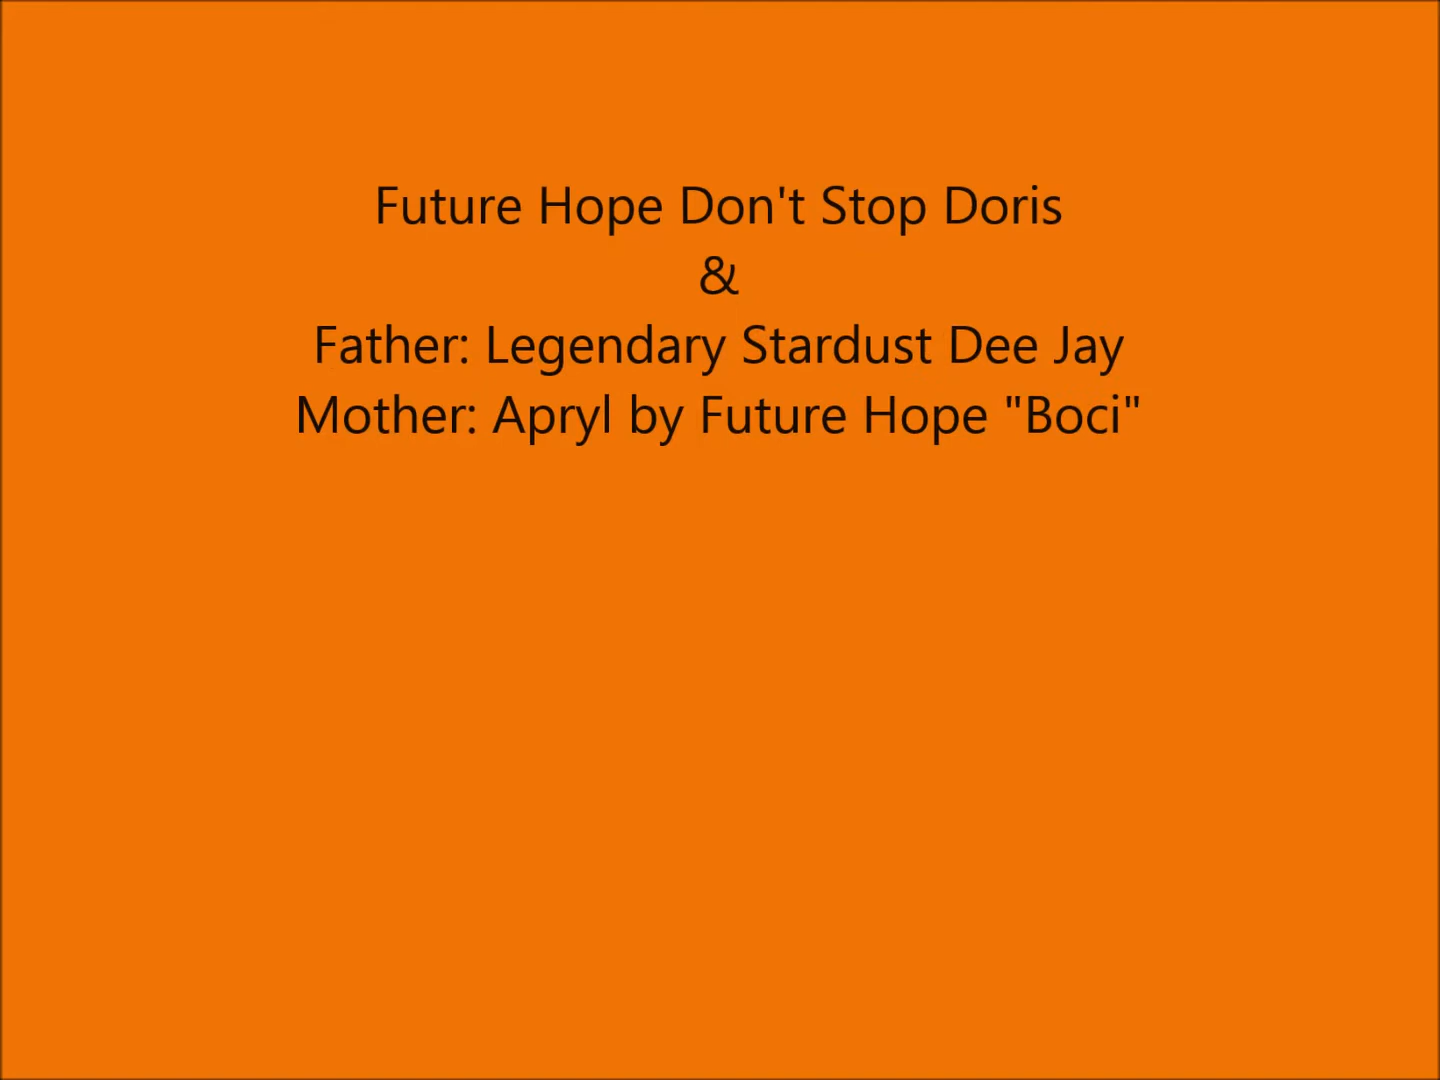 Future Hope Don't Stop Doris
&
Father: Legendary Stardust Dee Jay
Mother: Apryl by Future Hope "Boci"